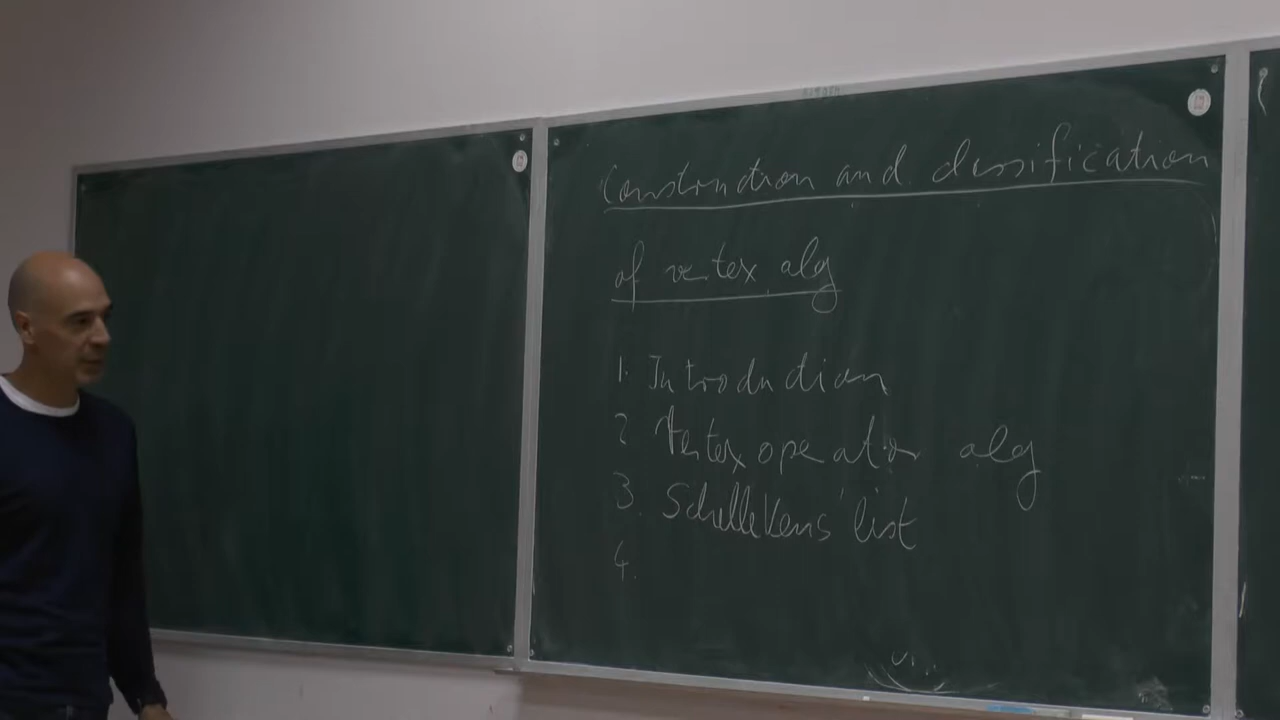 Construction and classification
of vertex alg
1. Introduction
2 Vertex operator alg
3. Schellekens' list
4.